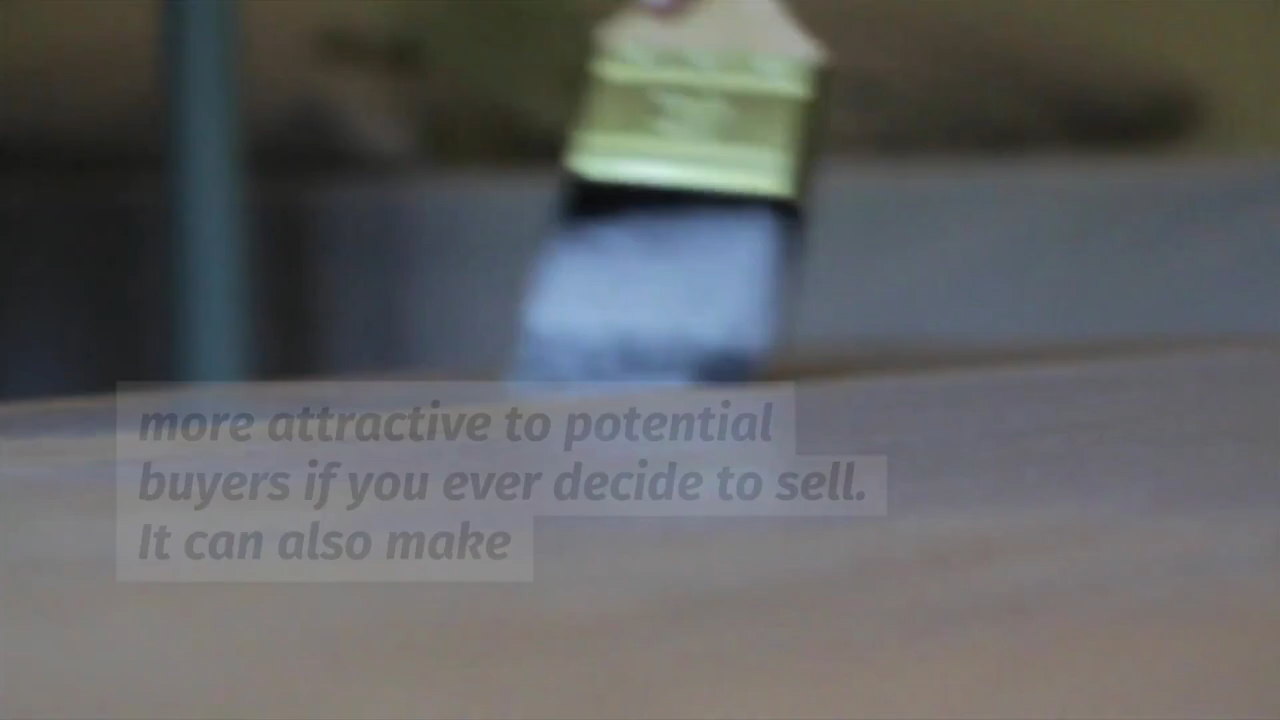 more attractive to potential
buyers if you ever decide to sell.
It can also make